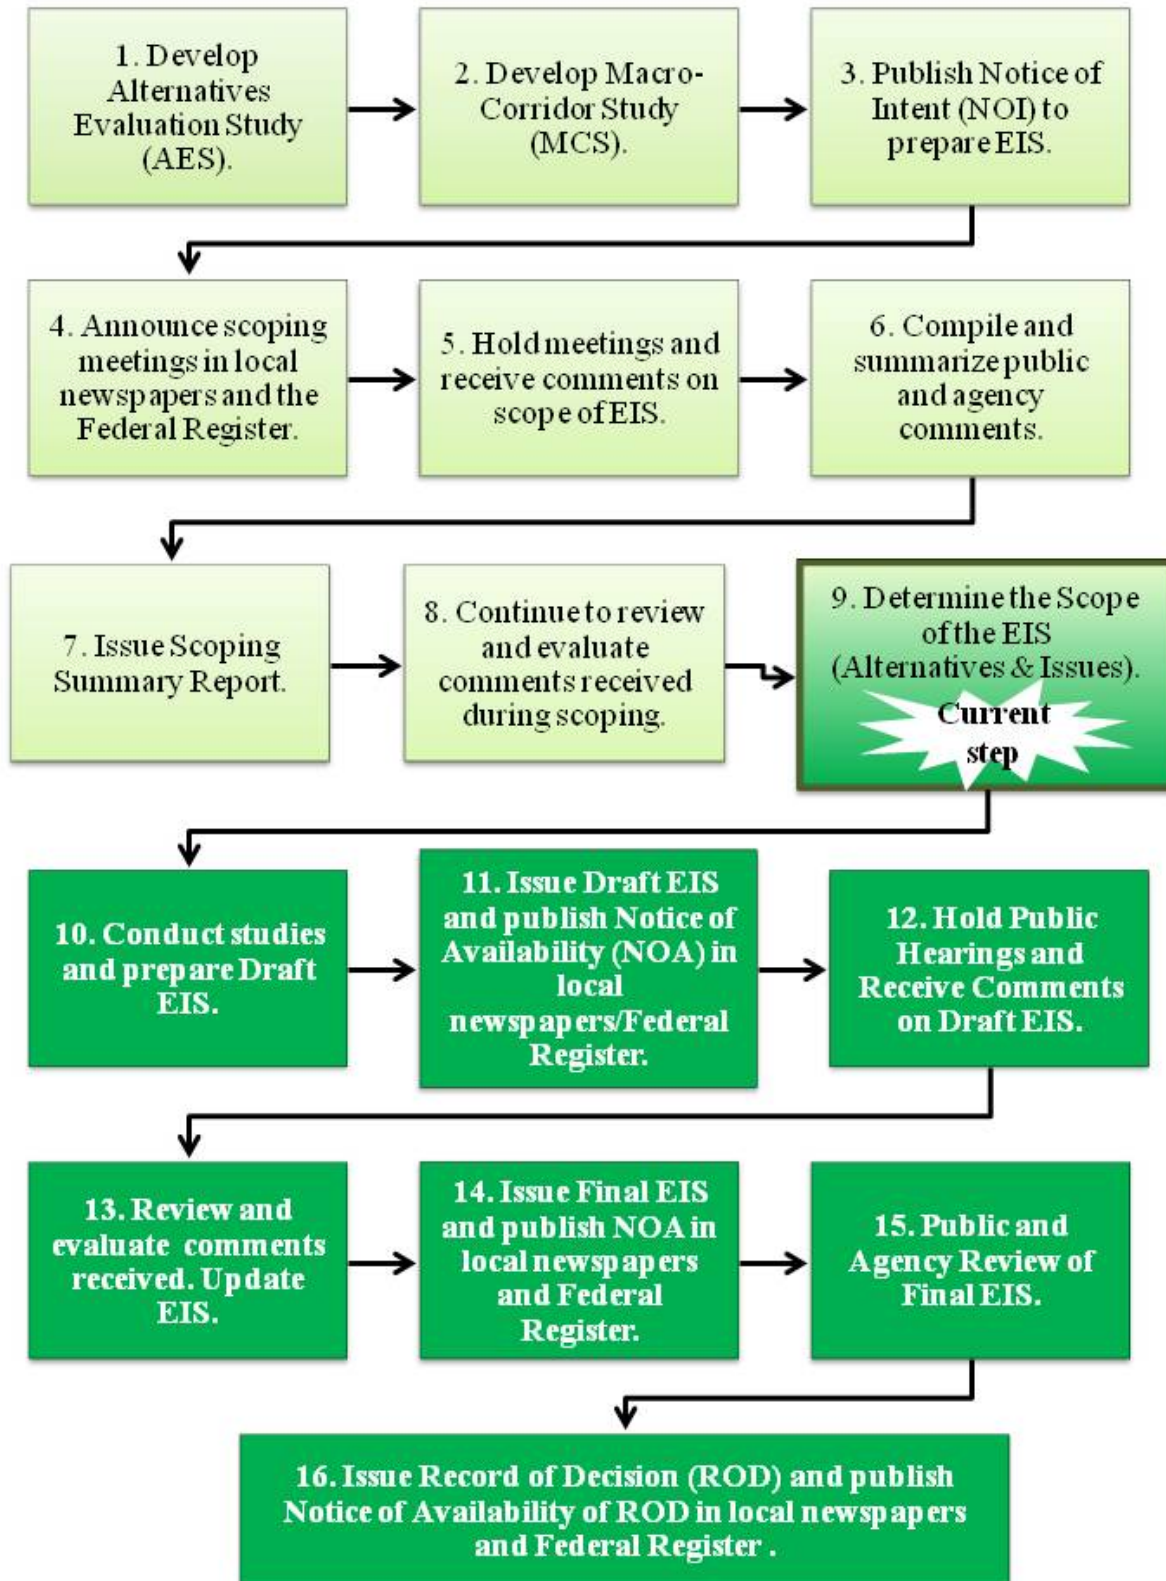 1. Develop
Alternatives
Evaluation Study
(AES).
2. Develop Macro-
Corridor Study
(MCS).
3. Publish Notice of
Intent (NOI) to
prepare EIS.
4. Announce scoping
meetings in local
newspapers and the
Federal Register.
5. Hold meetings and
receive comments on
scope of EIS.
6. Compile and
summarize public
and agency
comments.
7. Issue Scoping
Summary Report.
8. Continue to review
and evaluate
comments received
during scoping.
9. Determine the Scope
of the EIS
(Alternatives & Issues).
Current
step
10. Conduct studies
and prepare Draft
EIS.
11. Issue Draft EIS
and publish Notice of
Availability (NOA) in
local
newspapers/Federal
Register.
12. Hold Public
Hearings and
Receive Comments
on Draft EIS.
13. Review and
evaluate comments
received. Update
EIS.
14. Issue Final EIS
and publish NOA in
local newspapers
and Federal
Register.
15. Public and
Agency Review of
Final EIS.
16. Issue Record of Decision (ROD) and publish
Notice of Availability of ROD in local newspapers
and Federal Register .